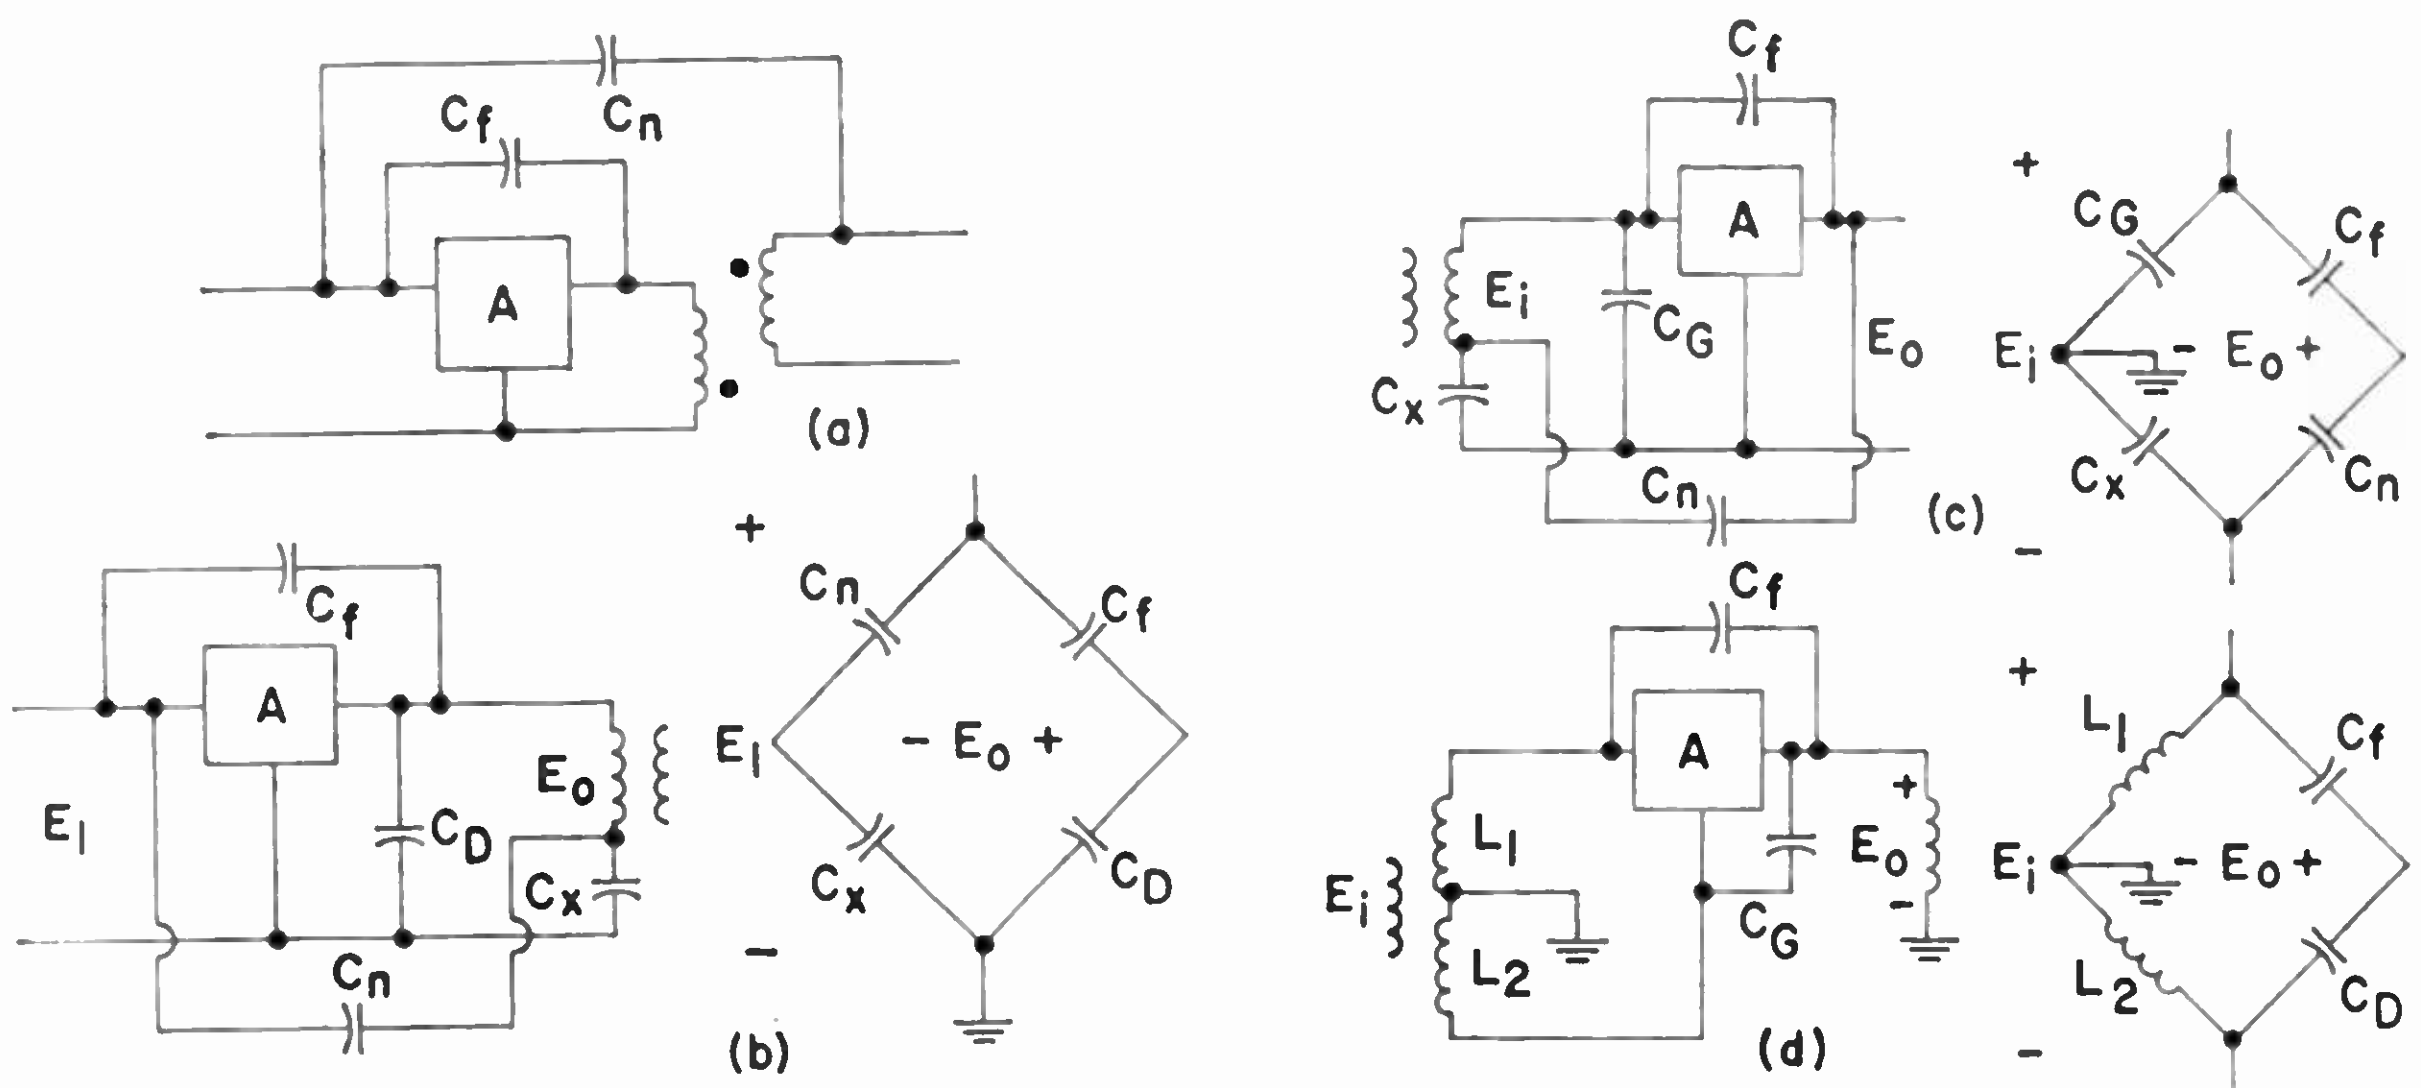 Cf
Cn
A
(a)
Cf
A
E1
CD
Eo
Cx
Cn
+
Cn
Cf
E1
- Eo +
Cx
CD
-
(b)
Cf
A
Ei
CG
Cx
Eo
Cn
+
CG
Cf
Ei
- Eo +
Cx
Cn
-
(c)
Cf
A
L1
Ei
L2
CG
+
Eo
-
+
L1
Cf
Ei
- Eo +
L2
CD
-
(d)